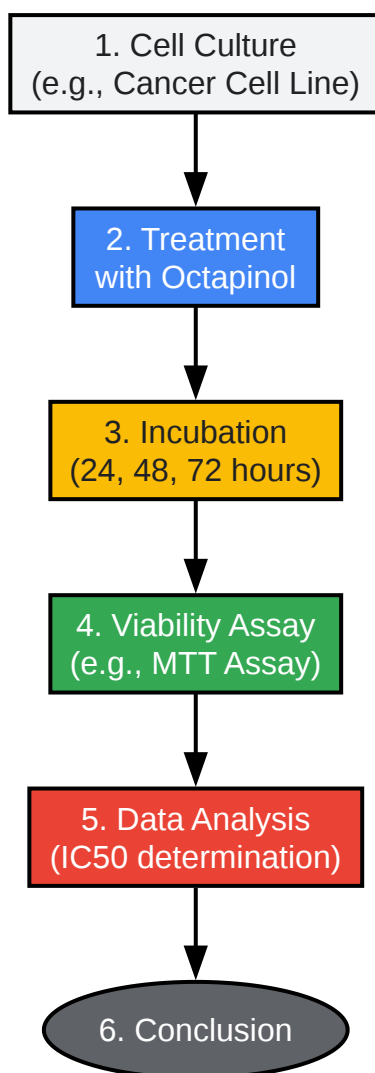 1. Cell Culture
(e.g., Cancer Cell Line)
2. Treatment
with Octapinol
3. Incubation
(24, 48, 72 hours)
4. Viability Assay
(e.g., MTT Assay)
5. Data Analysis
(IC50 determination)
6. Conclusion